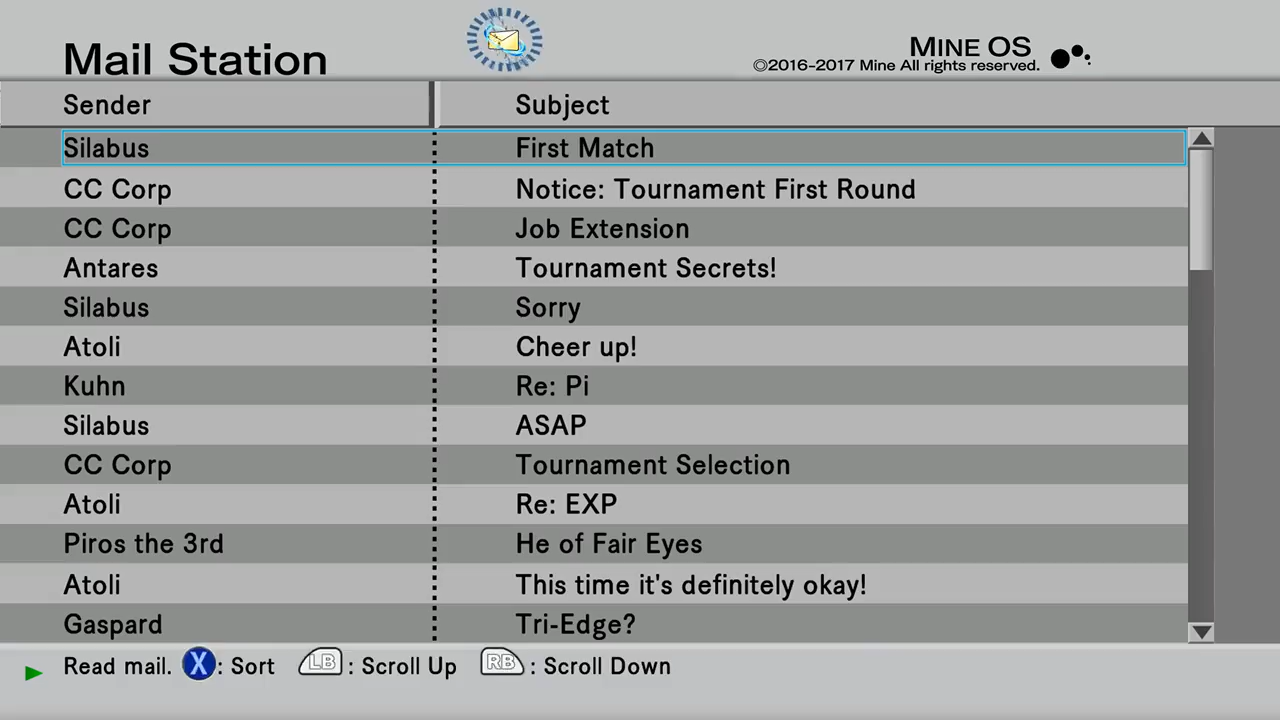 Mail Station
MINE OS
©2016-2017 Mine All rights reserved.
Sender Subject
Silabus First Match
CC Corp Notice: Tournament First Round
CC Corp Job Extension
Antares Tournament Secrets!
Silabus Sorry
Atoli Cheer up!
Kuhn Re: Pi
Silabus ASAP
CC Corp Tournament Selection
Atoli Re: EXP
Piros the 3rd He of Fair Eyes
Atoli This time it's definitely okay!
Gaspard Tri-Edge?
Read mail. X: Sort LB: Scroll Up RB: Scroll Down